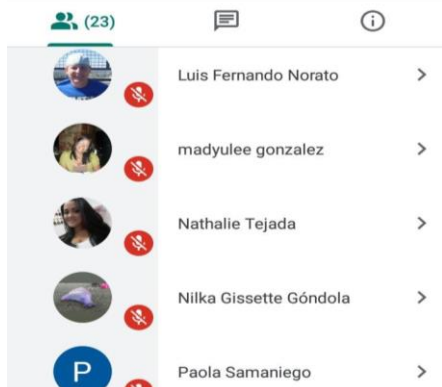 (23)
Luis Fernando Norato
madyulee gonzalez
Nathalie Tejada
Nilka Gissette Góndola
P
Paola Samaniego